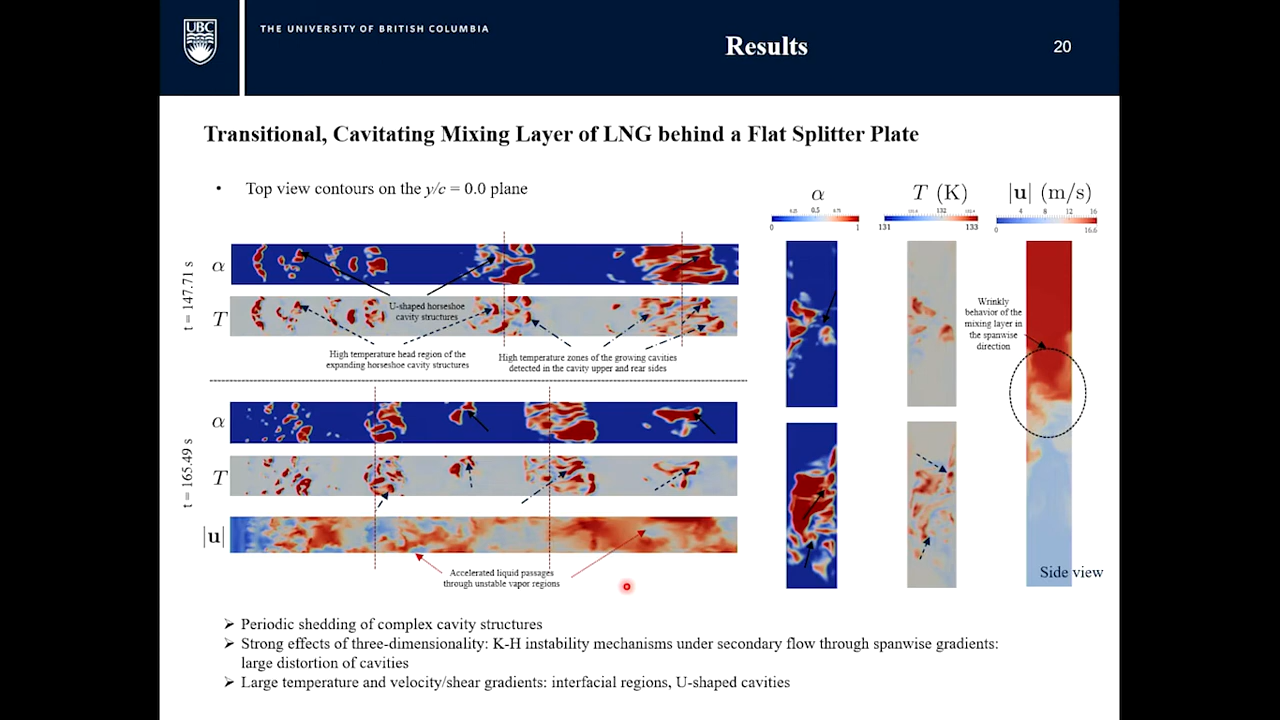 UBC
THE UNIVERSITY OF BRITISH COLUMBIA
Results
20
Transitional, Cavitating Mixing Layer of LNG behind a Flat Splitter Plate
• Top view contours on the y/c = 0.0 plane
α
T (K)
|u| (m/s)
0.25 0.5 0.75
0 1
132
131 133
4 8 12 16
0 16.6
t = 147.71 s
α
T
U-shaped horseshoe
cavity structures
High temperature head region of the
expanding horseshoe cavity structures
High temperature zones of the growing cavities
detected in the cavity upper and rear sides
Wrinkly
behavior of the
mixing layer in
the spanwise
direction
t = 165.49 s
α
T
|u|
Accelerated liquid passages
through unstable vapor regions
Side view
➢ Periodic shedding of complex cavity structures
➢ Strong effects of three-dimensionality: K-H instability mechanisms under secondary flow through spanwise gradients:
large distortion of cavities
➢ Large temperature and velocity/shear gradients: interfacial regions, U-shaped cavities